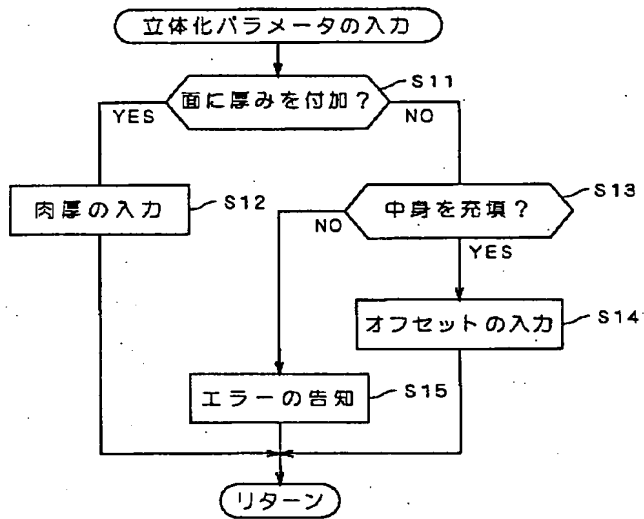 立体化パラメータの入力
面に厚みを付加？
S11
YES
NO
肉厚の入力
S12
中身を充填？
S13
NO
YES
オフセットの入力
S14
エラーの告知
S15
リターン